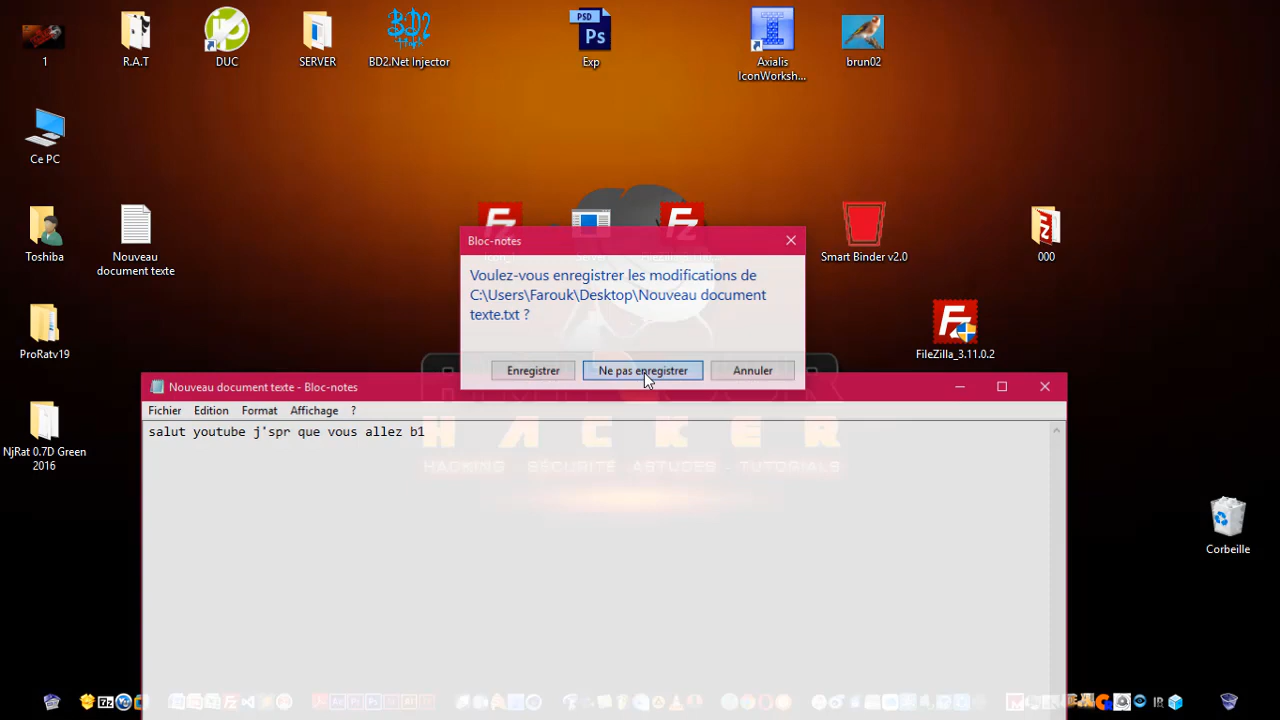 1
R.A.T
DUC
SERVER
BD2.Net Injector
PSD
Ps
Exp
Axialis
IconWorksh...
brun02
Ce PC
Toshiba
Nouveau
document texte
Smart Binder v2.0
000
ProRatv19
FileZilla_3.11.0.2
NjRat 0.7D Green
2016
Corbeille
Bloc-notes
Voulez-vous enregistrer les modifications de
C:\Users\Farouk\Desktop\Nouveau document
texte.txt ?
Enregistrer
Ne pas enregistrer
Annuler
Nouveau document texte - Bloc-notes
Fichier Edition Format Affichage ?
salut youtube j'spr que vous allez b1
HACKER
HACKING - SÉCURITÉ ASTUCES - TUTORIALS